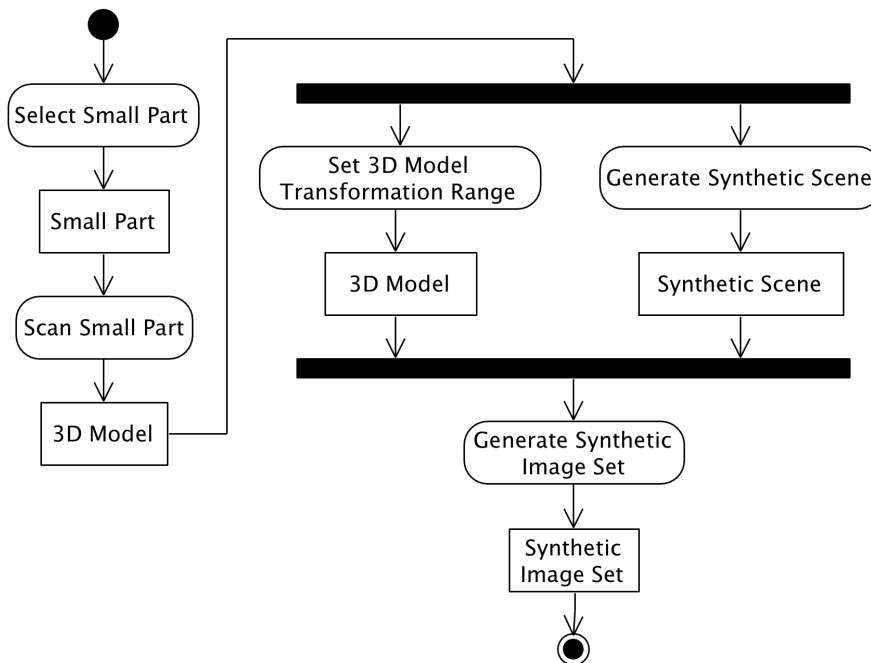 Select Small Part
Small Part
Scan Small Part
3D Model
Set 3D Model
Transformation Range
3D Model
Generate Synthetic Scene
Synthetic Scene
Generate Synthetic
Image Set
Synthetic
Image Set